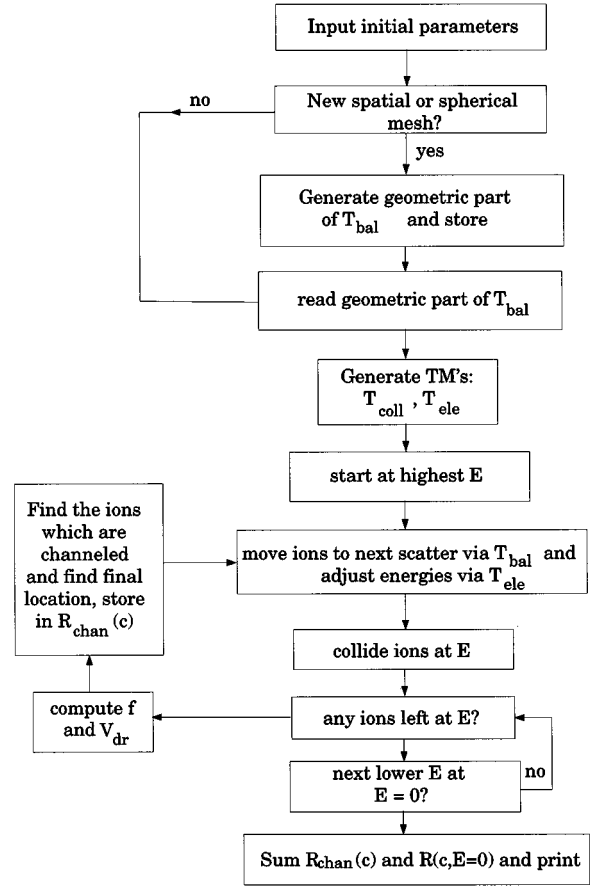 Input initial parameters
no
New spatial or spherical
mesh?
yes
Generate geometric part
of T_bal and store
read geometric part of T_bal
Generate TM's:
T_coll , T_ele
start at highest E
Find the ions
which are
channeled
and find final
location, store
in R_chan (c)
move ions to next scatter via T_bal and
adjust energies via T_ele
collide ions at E
compute f
and V_dr
any ions left at E?
next lower E at
E = 0?
no
Sum R_chan (c) and R(c,E=0) and print